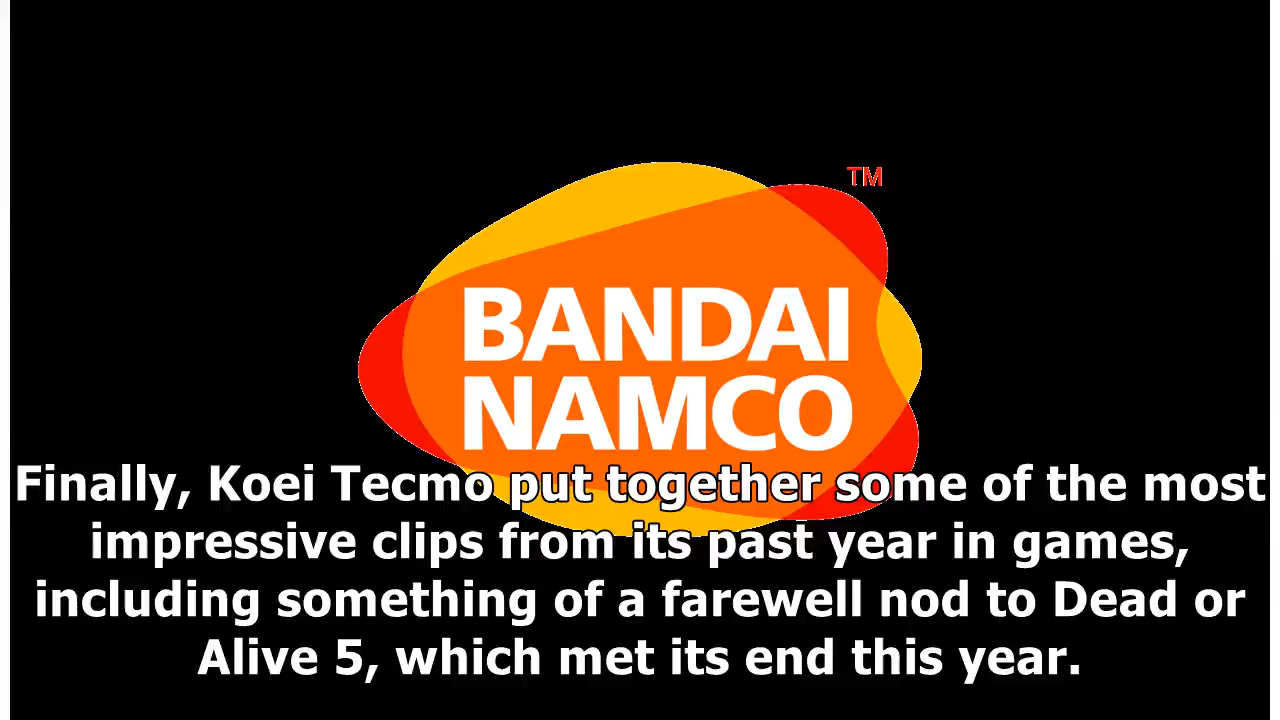 TM
BANDAI
NAMCO
Finally, Koei Tecmo put together some of the most
impressive clips from its past year in games,
including something of a farewell nod to Dead or
Alive 5, which met its end this year.